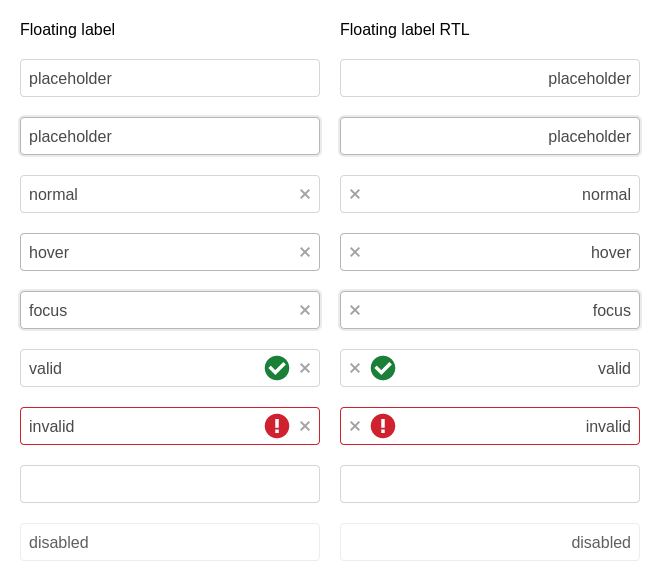 Floating label
placeholder
placeholder
normal
hover
focus
valid
invalid
disabled
Floating label RTL
placeholder
placeholder
normal
hover
focus
valid
invalid
disabled